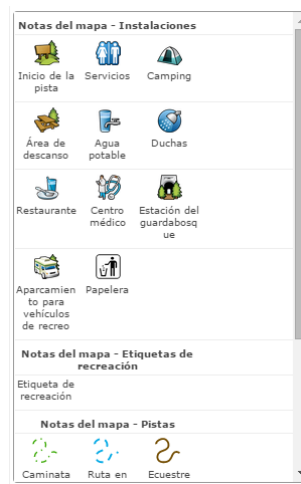 Notas del mapa - Instalaciones
Inicio de la pista Servicios Camping
Área de descanso Agua potable Duchas
Restaurante Centro médico Estación del guardabosq ue
Aparcamien to para vehículos de recreo Papelera
Notas del mapa - Etiquetas de recreación
Etiqueta de recreación
Notas del mapa - Pistas
Caminata Ruta en Ecuestre